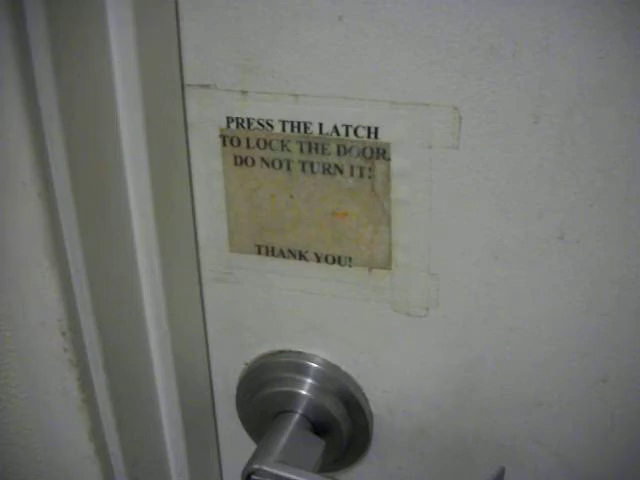 PRESS THE LATCH
TO LOCK THE DOOR.
DO NOT TURN IT!
THANK YOU!